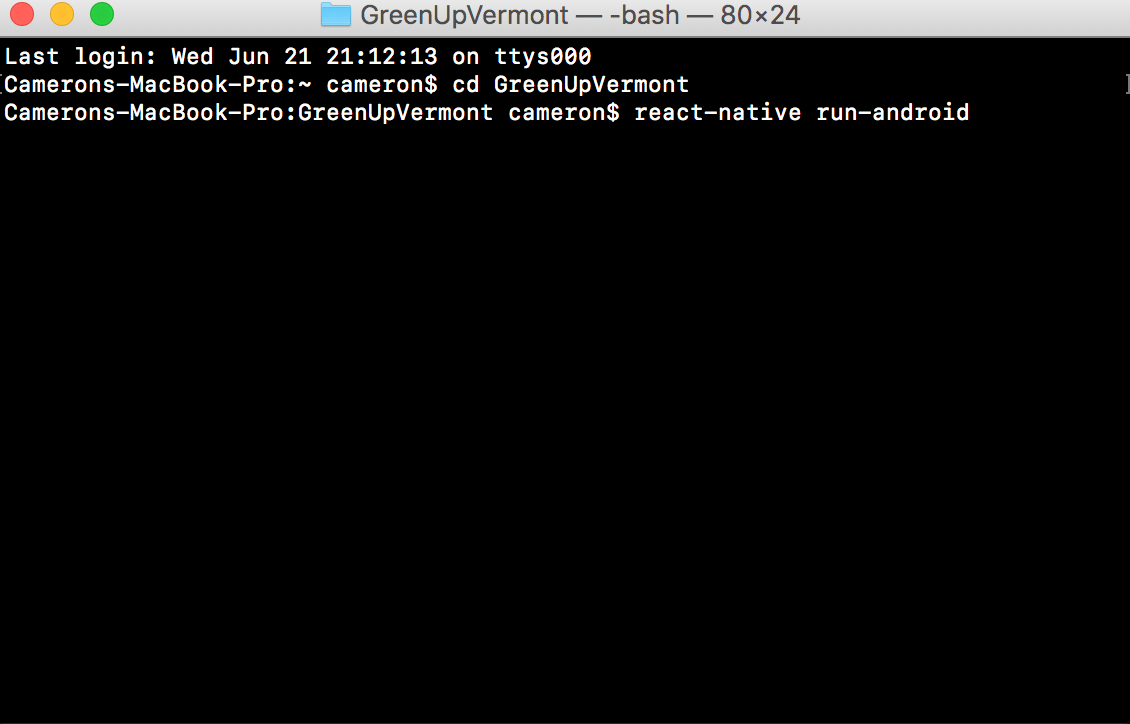 GreenUpVermont — -bash — 80×24
Last login: Wed Jun 21 21:12:13 on ttys000
[Camerons-MacBook-Pro:~ cameron$ cd GreenUpVermont ]
Camerons-MacBook-Pro:GreenUpVermont cameron$ react-native run-android